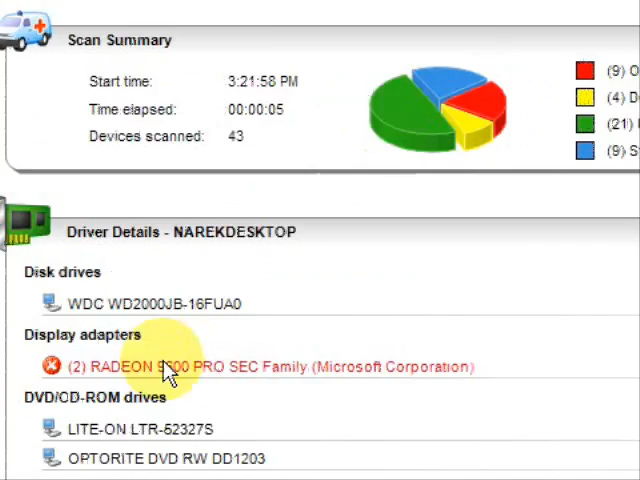 Scan Summary
Start time: 3:21:58 PM
Time elapsed: 00:00:05
Devices scanned: 43
(9) O
(4) D
(21)
(9) S
Driver Details - NAREKDESKTOP
Disk drives
WDC WD2000JB-16FUA0
Display adapters
(2) RADEON PRO SEC Family (Microsoft Corporation)
DVD/CD-ROM drives
LITE-ON LTR-52327S
OPTORITE DVD RW DD1203